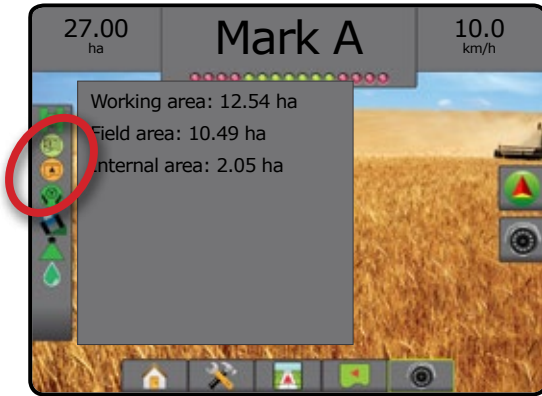 27.00
ha
Mark A
10.0
km/h
Working area: 12.54 ha
Field area: 10.49 ha
Internal area: 2.05 ha